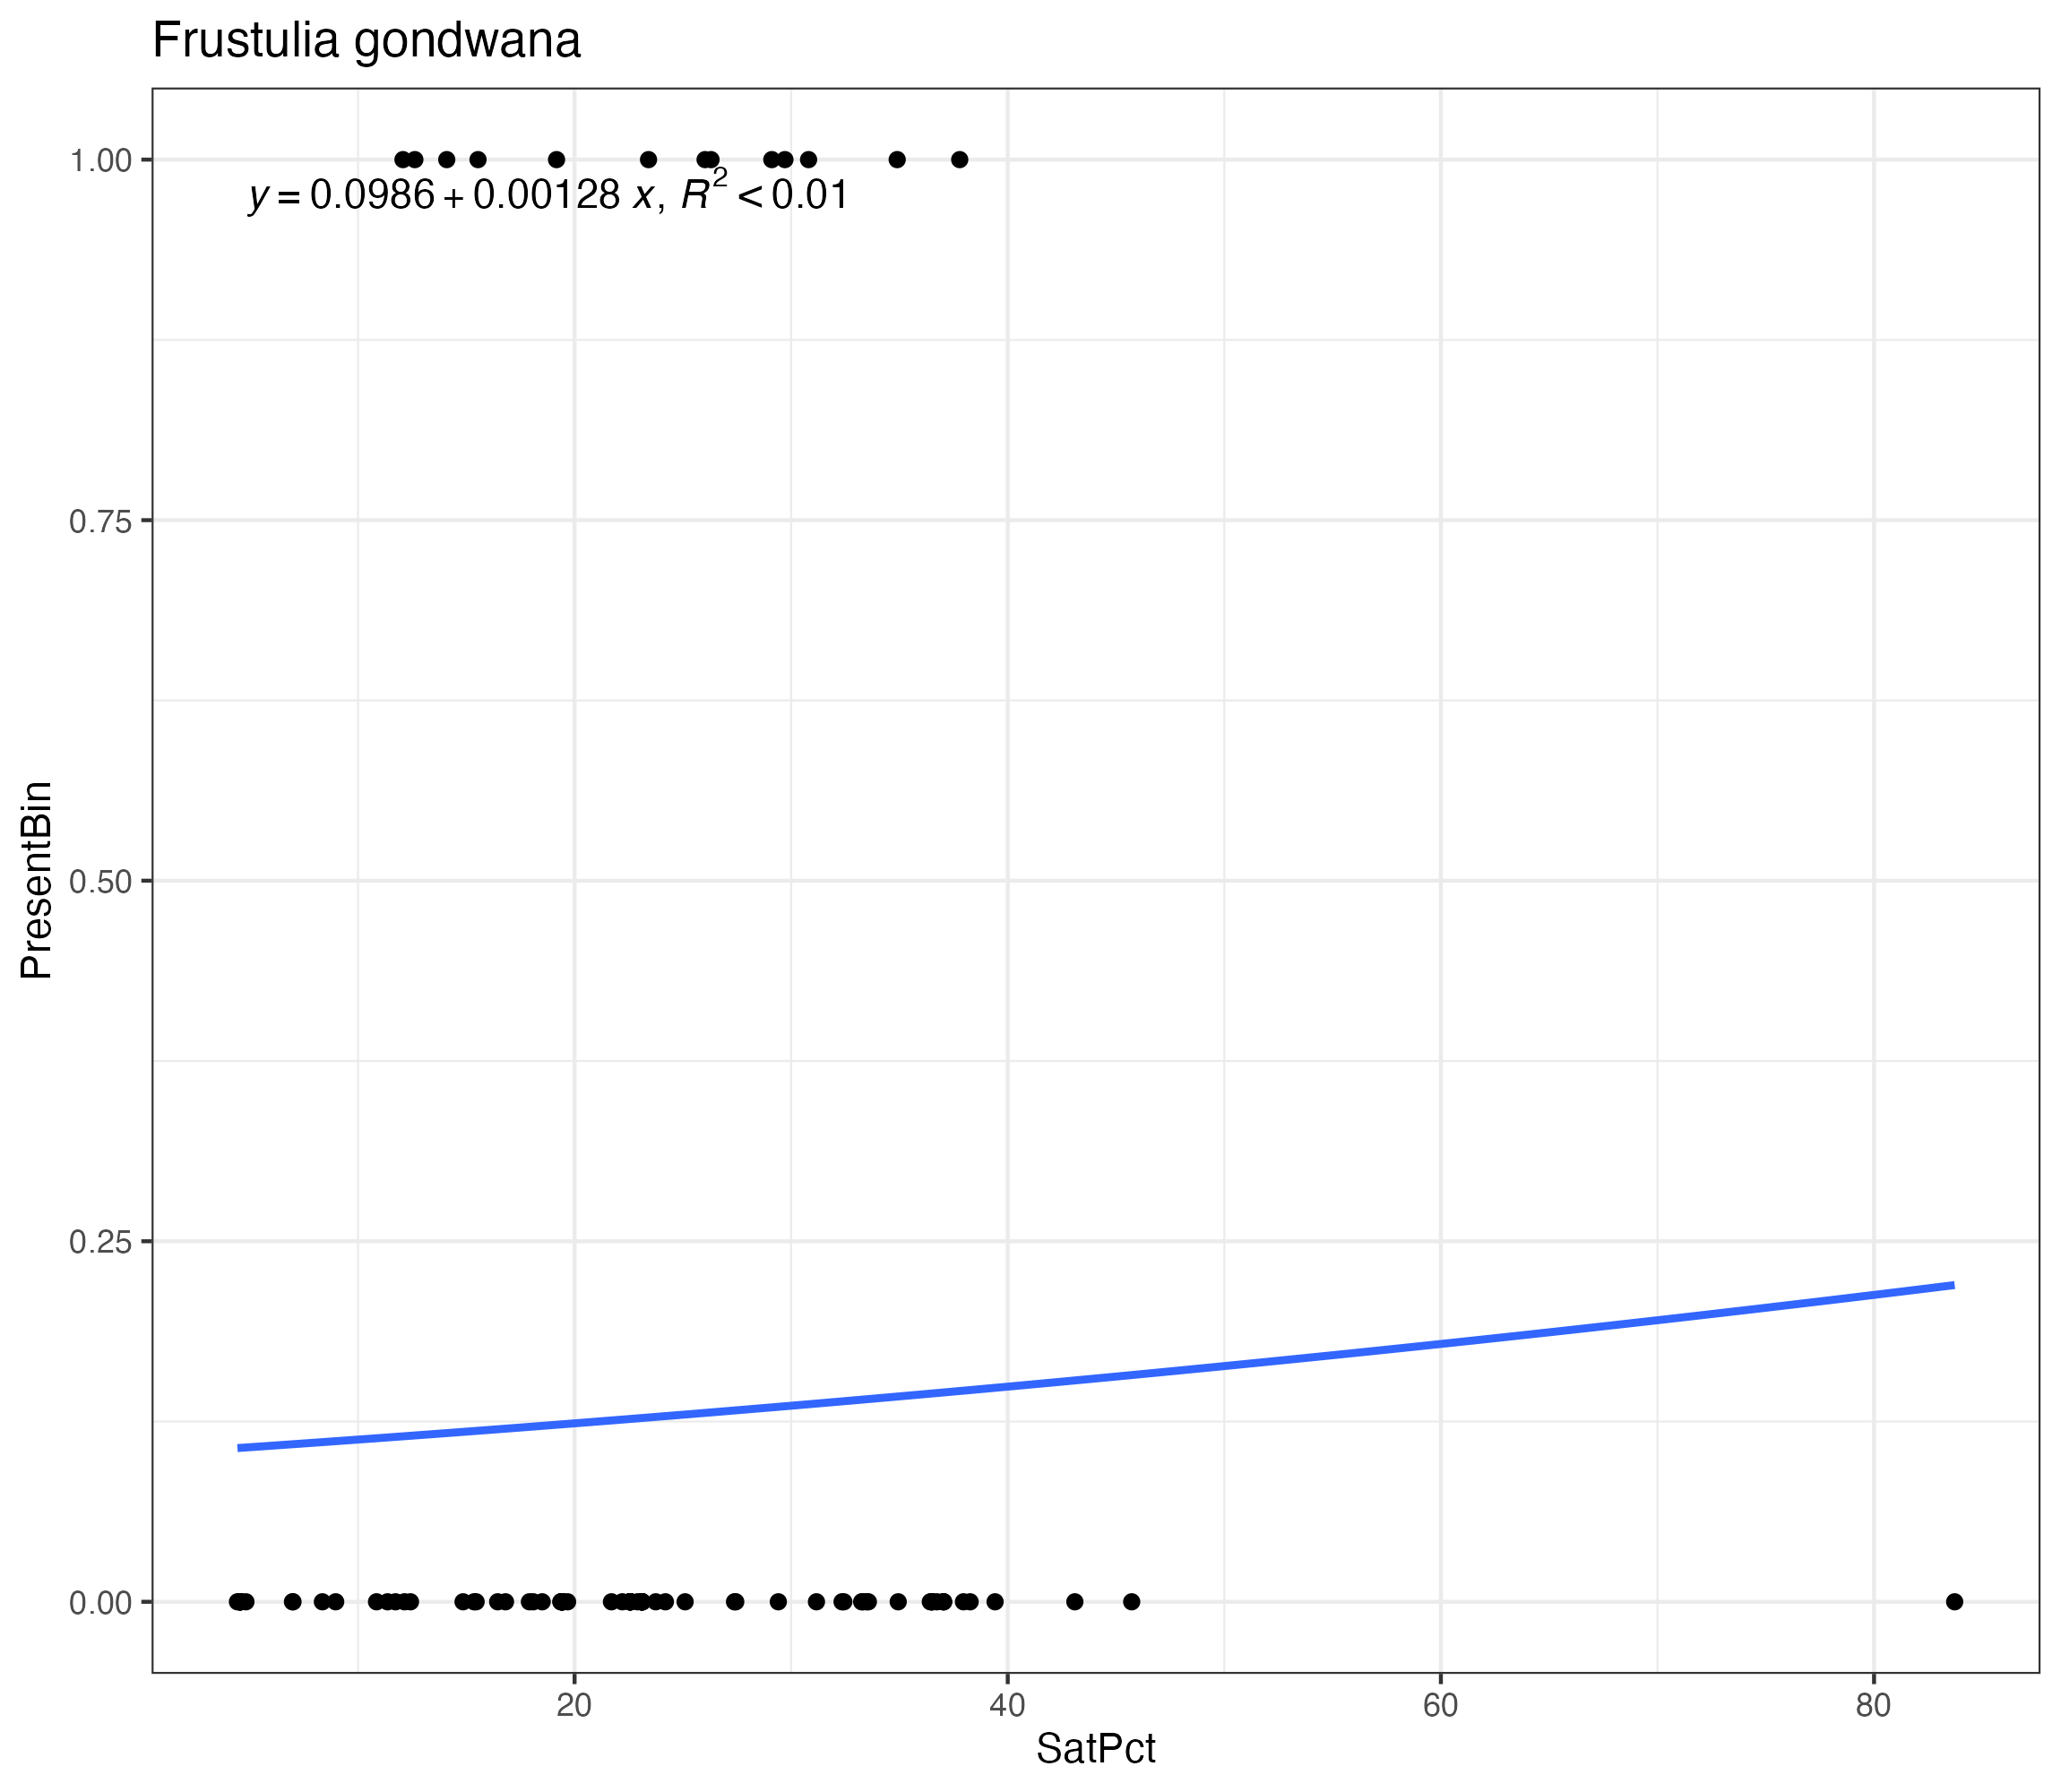 Frustulia gondwana
1.00
y = 0.0986 + 0.00128 x, R² < 0.01
0.75
0.50
0.25
0.00
PresentBin
20 40 60 80
SatPct